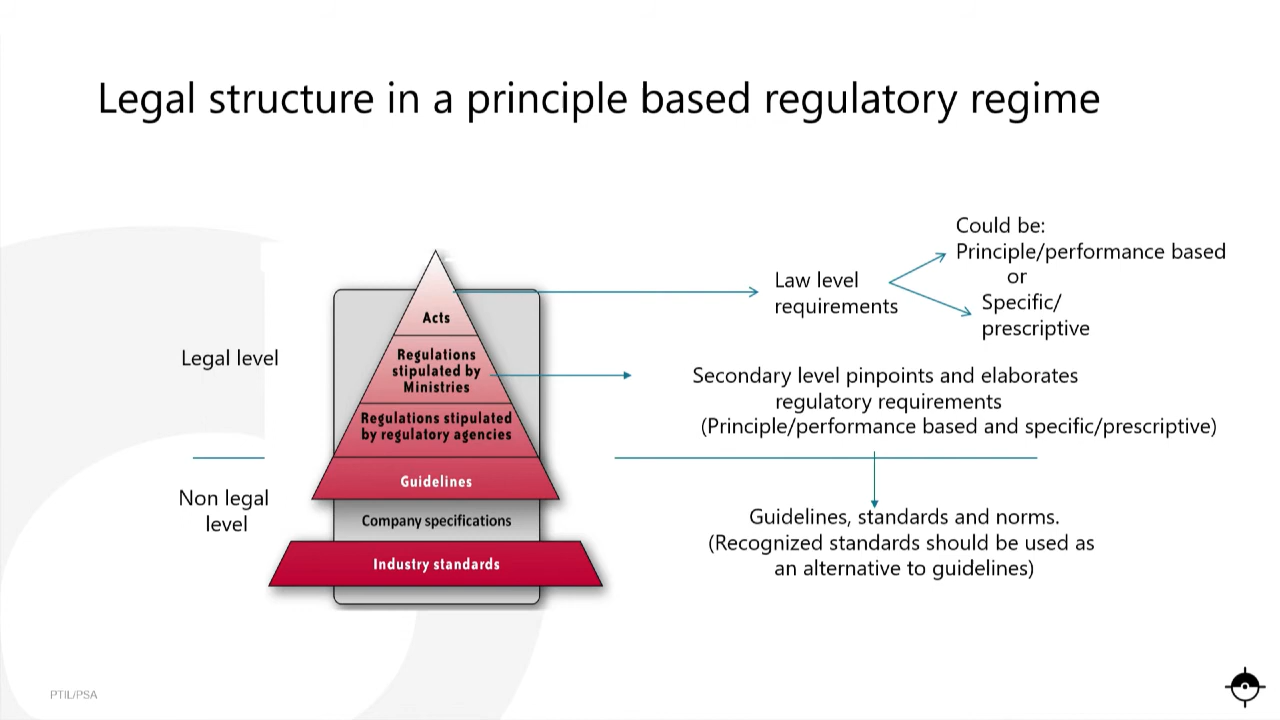 Legal structure in a principle based regulatory regime
Could be:
Principle/performance based
or
Specific/
prescriptive
Law level
requirements
Acts
Legal level
Regulations
stipulated by
Ministries
Secondary level pinpoints and elaborates
regulatory requirements
(Principle/performance based and specific/prescriptive)
Regulations stipulated
by regulatory agencies
Non legal
level
Guidelines
Company specifications
Industry standards
Guidelines, standards and norms.
(Recognized standards should be used as
an alternative to guidelines)
PTIL/PSA